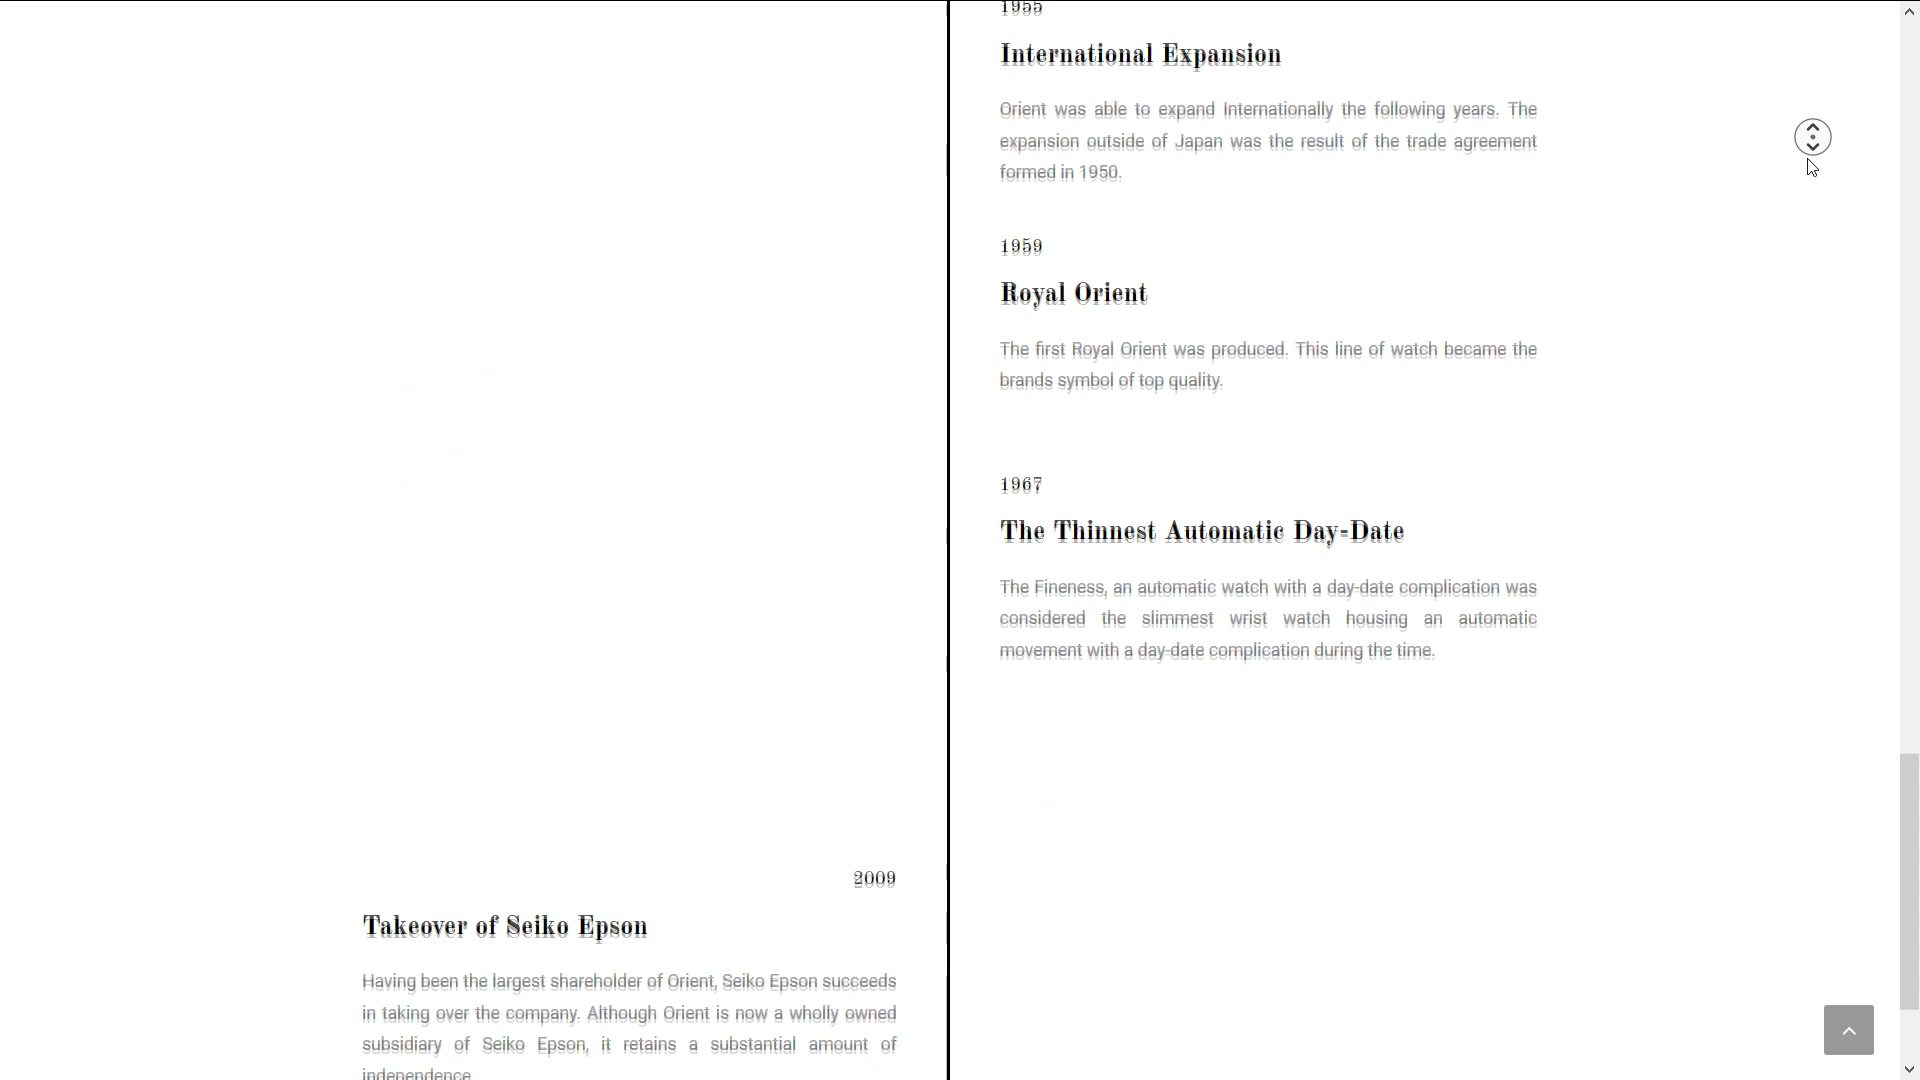 1955
International Expansion
Orient was able to expand Internationally the following years. The
expansion outside of Japan was the result of the trade agreement
formed in 1950.
1959
Royal Orient
The first Royal Orient was produced. This line of watch became the
brands symbol of top quality.
1967
The Thinnest Automatic Day-Date
The Fineness, an automatic watch with a day-date complication was
considered the slimmest wrist watch housing an automatic
movement with a day-date complication during the time.
2009
Takeover of Seiko Epson
Having been the largest shareholder of Orient, Seiko Epson succeeds
in taking over the company. Although Orient is now a wholly owned
subsidiary of Seiko Epson, it retains a substantial amount of
independence